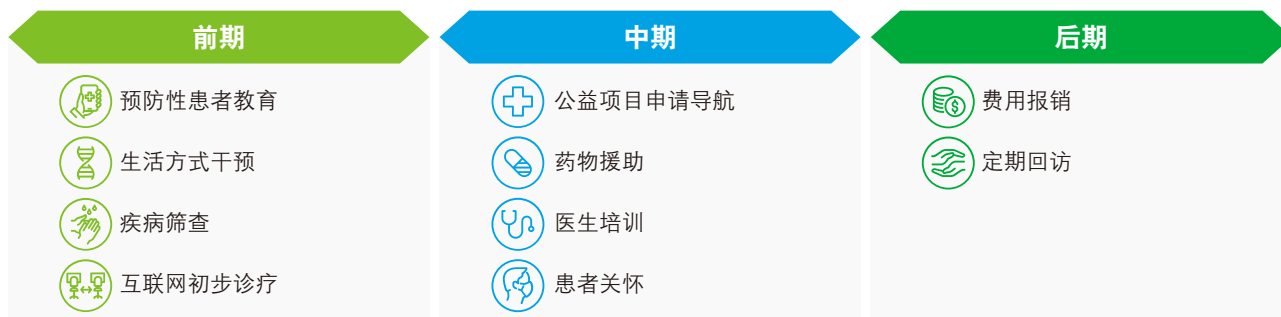 前期
预防性患者教育
生活方式干预
疾病筛查
互联网初步诊疗
中期
公益项目申请导航
药物援助
医生培训
患者关怀
后期
费用报销
定期回访